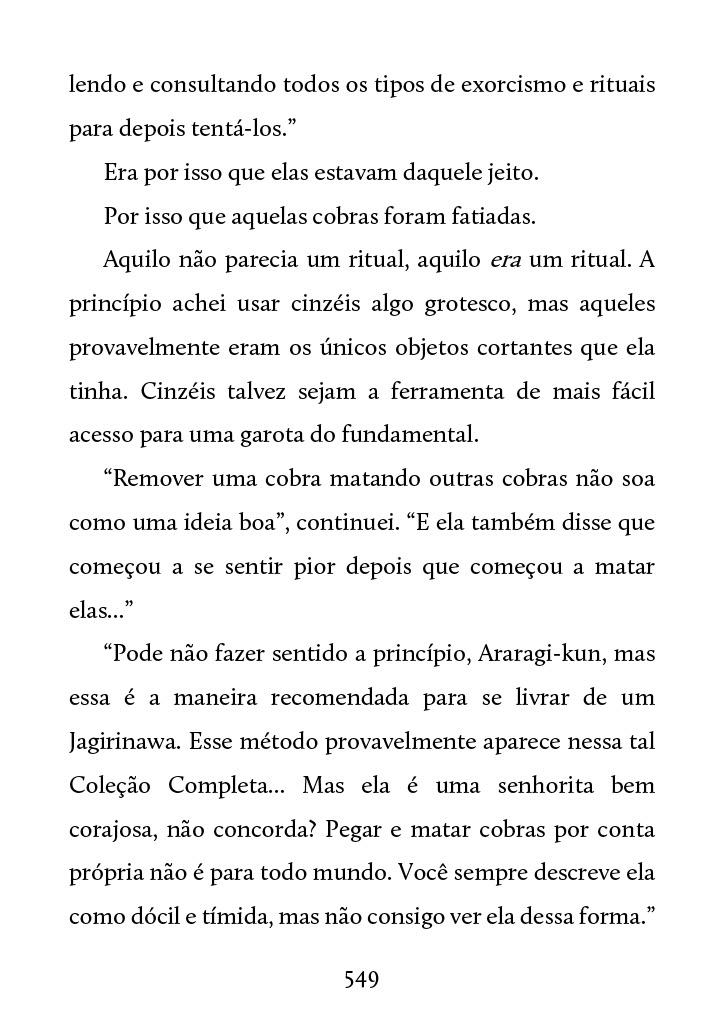 lendo e consultando todos os tipos de exorcismo e rituais
para depois tentá-los.”
Era por isso que elas estavam daquele jeito.
Por isso que aquelas cobras foram fatiadas.
Aquilo não parecia um ritual, aquilo era um ritual. A
princípio achei usar cinzéis algo grotesco, mas aqueles
provavelmente eram os únicos objetos cortantes que ela
tinha. Cinzéis talvez sejam a ferramenta de mais fácil
acesso para uma garota do fundamental.
“Remover uma cobra matando outras cobras não soa
como uma ideia boa”, continuei. “E ela também disse que
começou a se sentir pior depois que começou a matar
elas...”
“Pode não fazer sentido a princípio, Araragi-kun, mas
essa é a maneira recomendada para se livrar de um
Jagirinawa. Esse método provavelmente aparece nessa tal
Coleção Completa... Mas ela é uma senhorita bem
corajosa, não concorda? Pegar e matar cobras por conta
própria não é para todo mundo. Você sempre descreve ela
como dócil e tímida, mas não consigo ver ela dessa forma.”
549